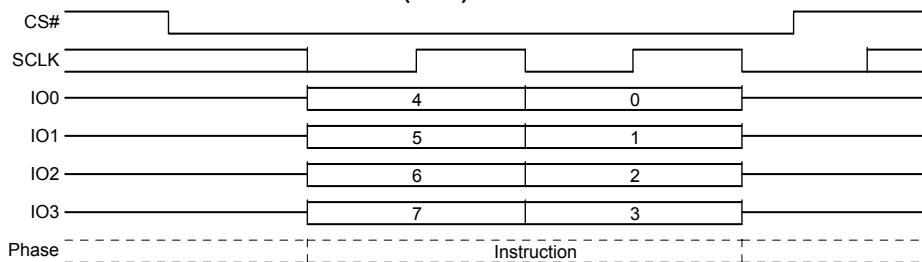 CS#
SCLK
IO0 4 0
IO1 5 1
IO2 6 2
IO3 7 3
Phase Instruction